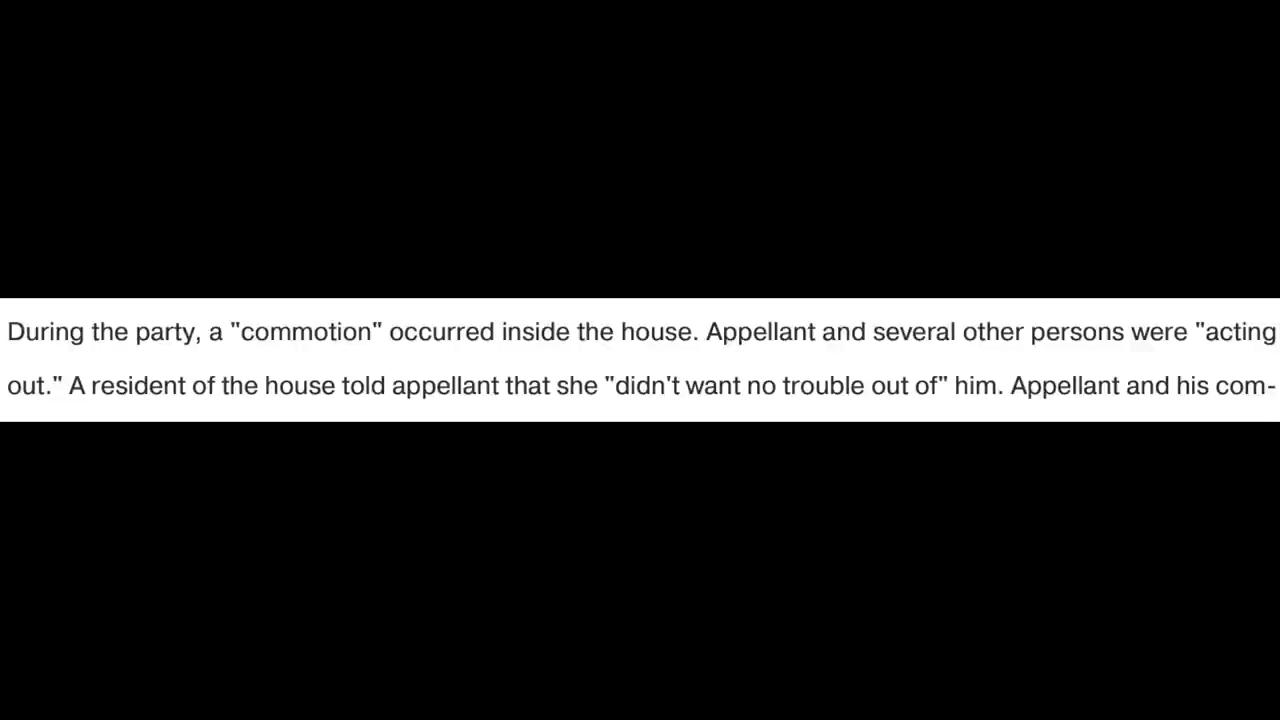 During the party, a "commotion" occurred inside the house. Appellant and several other persons were "acting
out." A resident of the house told appellant that she "didn't want no trouble out of" him. Appellant and his com-